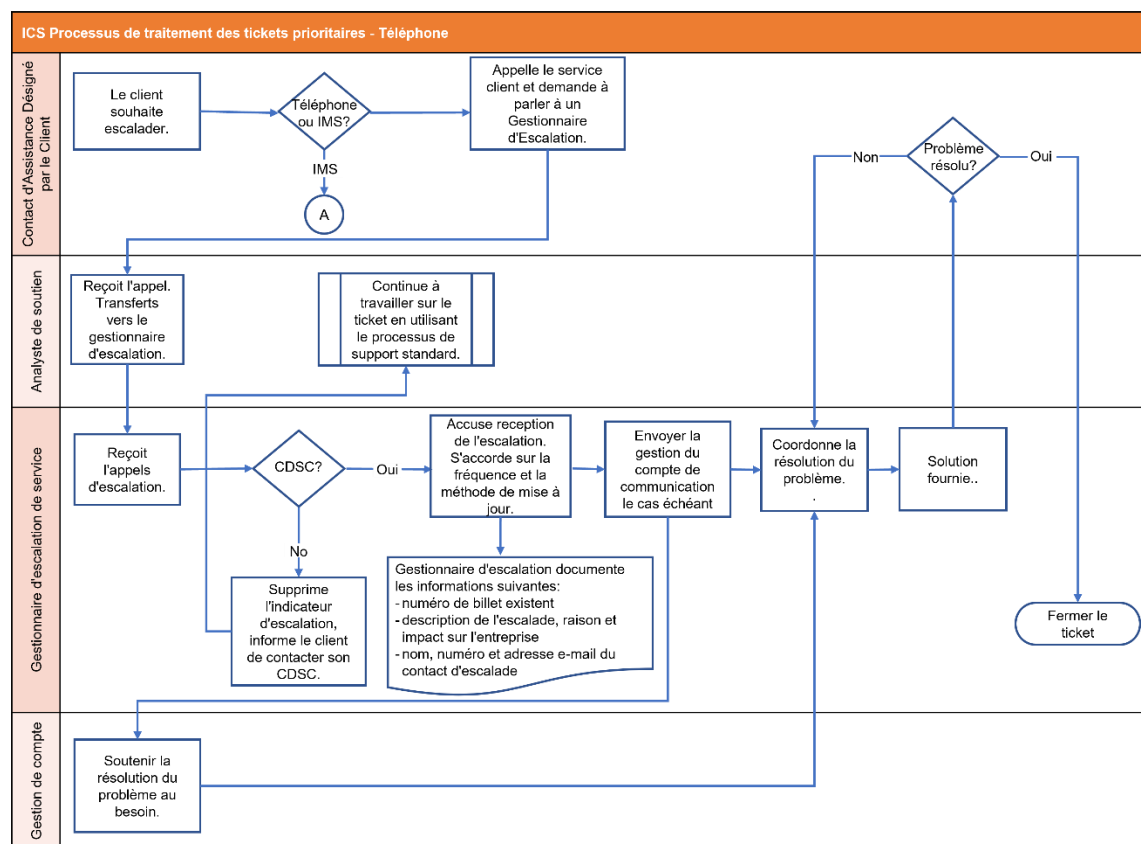 ICS Processus de traitement des tickets prioritaires - Téléphone
Contact d'Assistance Désigné
par le Client
Le client
souhaite
escalader.
Téléphone
ou IMS?
IMS
A
Appelle le service
client et demande à
parler à un
Gestionnaire
d'Escalation.
Non
Problème
résolu?
Oui
Analyste de soutien
Reçoit l'appel.
Transferts
vers le
gestionnaire
d'escalation.
Continue à
travailler sur le
ticket en utilisant
le processus de
support standard.
Gestionnaire d'escalation de service
Reçoit
l'appels
d'escalation.
CDSC?
Oui
No
Supprime
l'indicateur
d'escalation,
informe le client
de contacter son
CDSC.
Accuse reception
de l'escalation.
S'accorde sur la
fréquence et la
méthode de mise à
jour.
Gestionnaire d'escalation documente
les informations suivantes:
- numéro de billet existent
- description de l'escalade, raison et
impact sur l'entreprise
- nom, numéro et adresse e-mail du
contact d'escalade
Envoyer la
gestion du
compte de
communication
le cas échéant
Coordonne la
résolution du
problème.
.
Solution
fournie..
Fermer le
ticket
Gestion de compte
Soutenir la
résolution du
problème au
besoin.